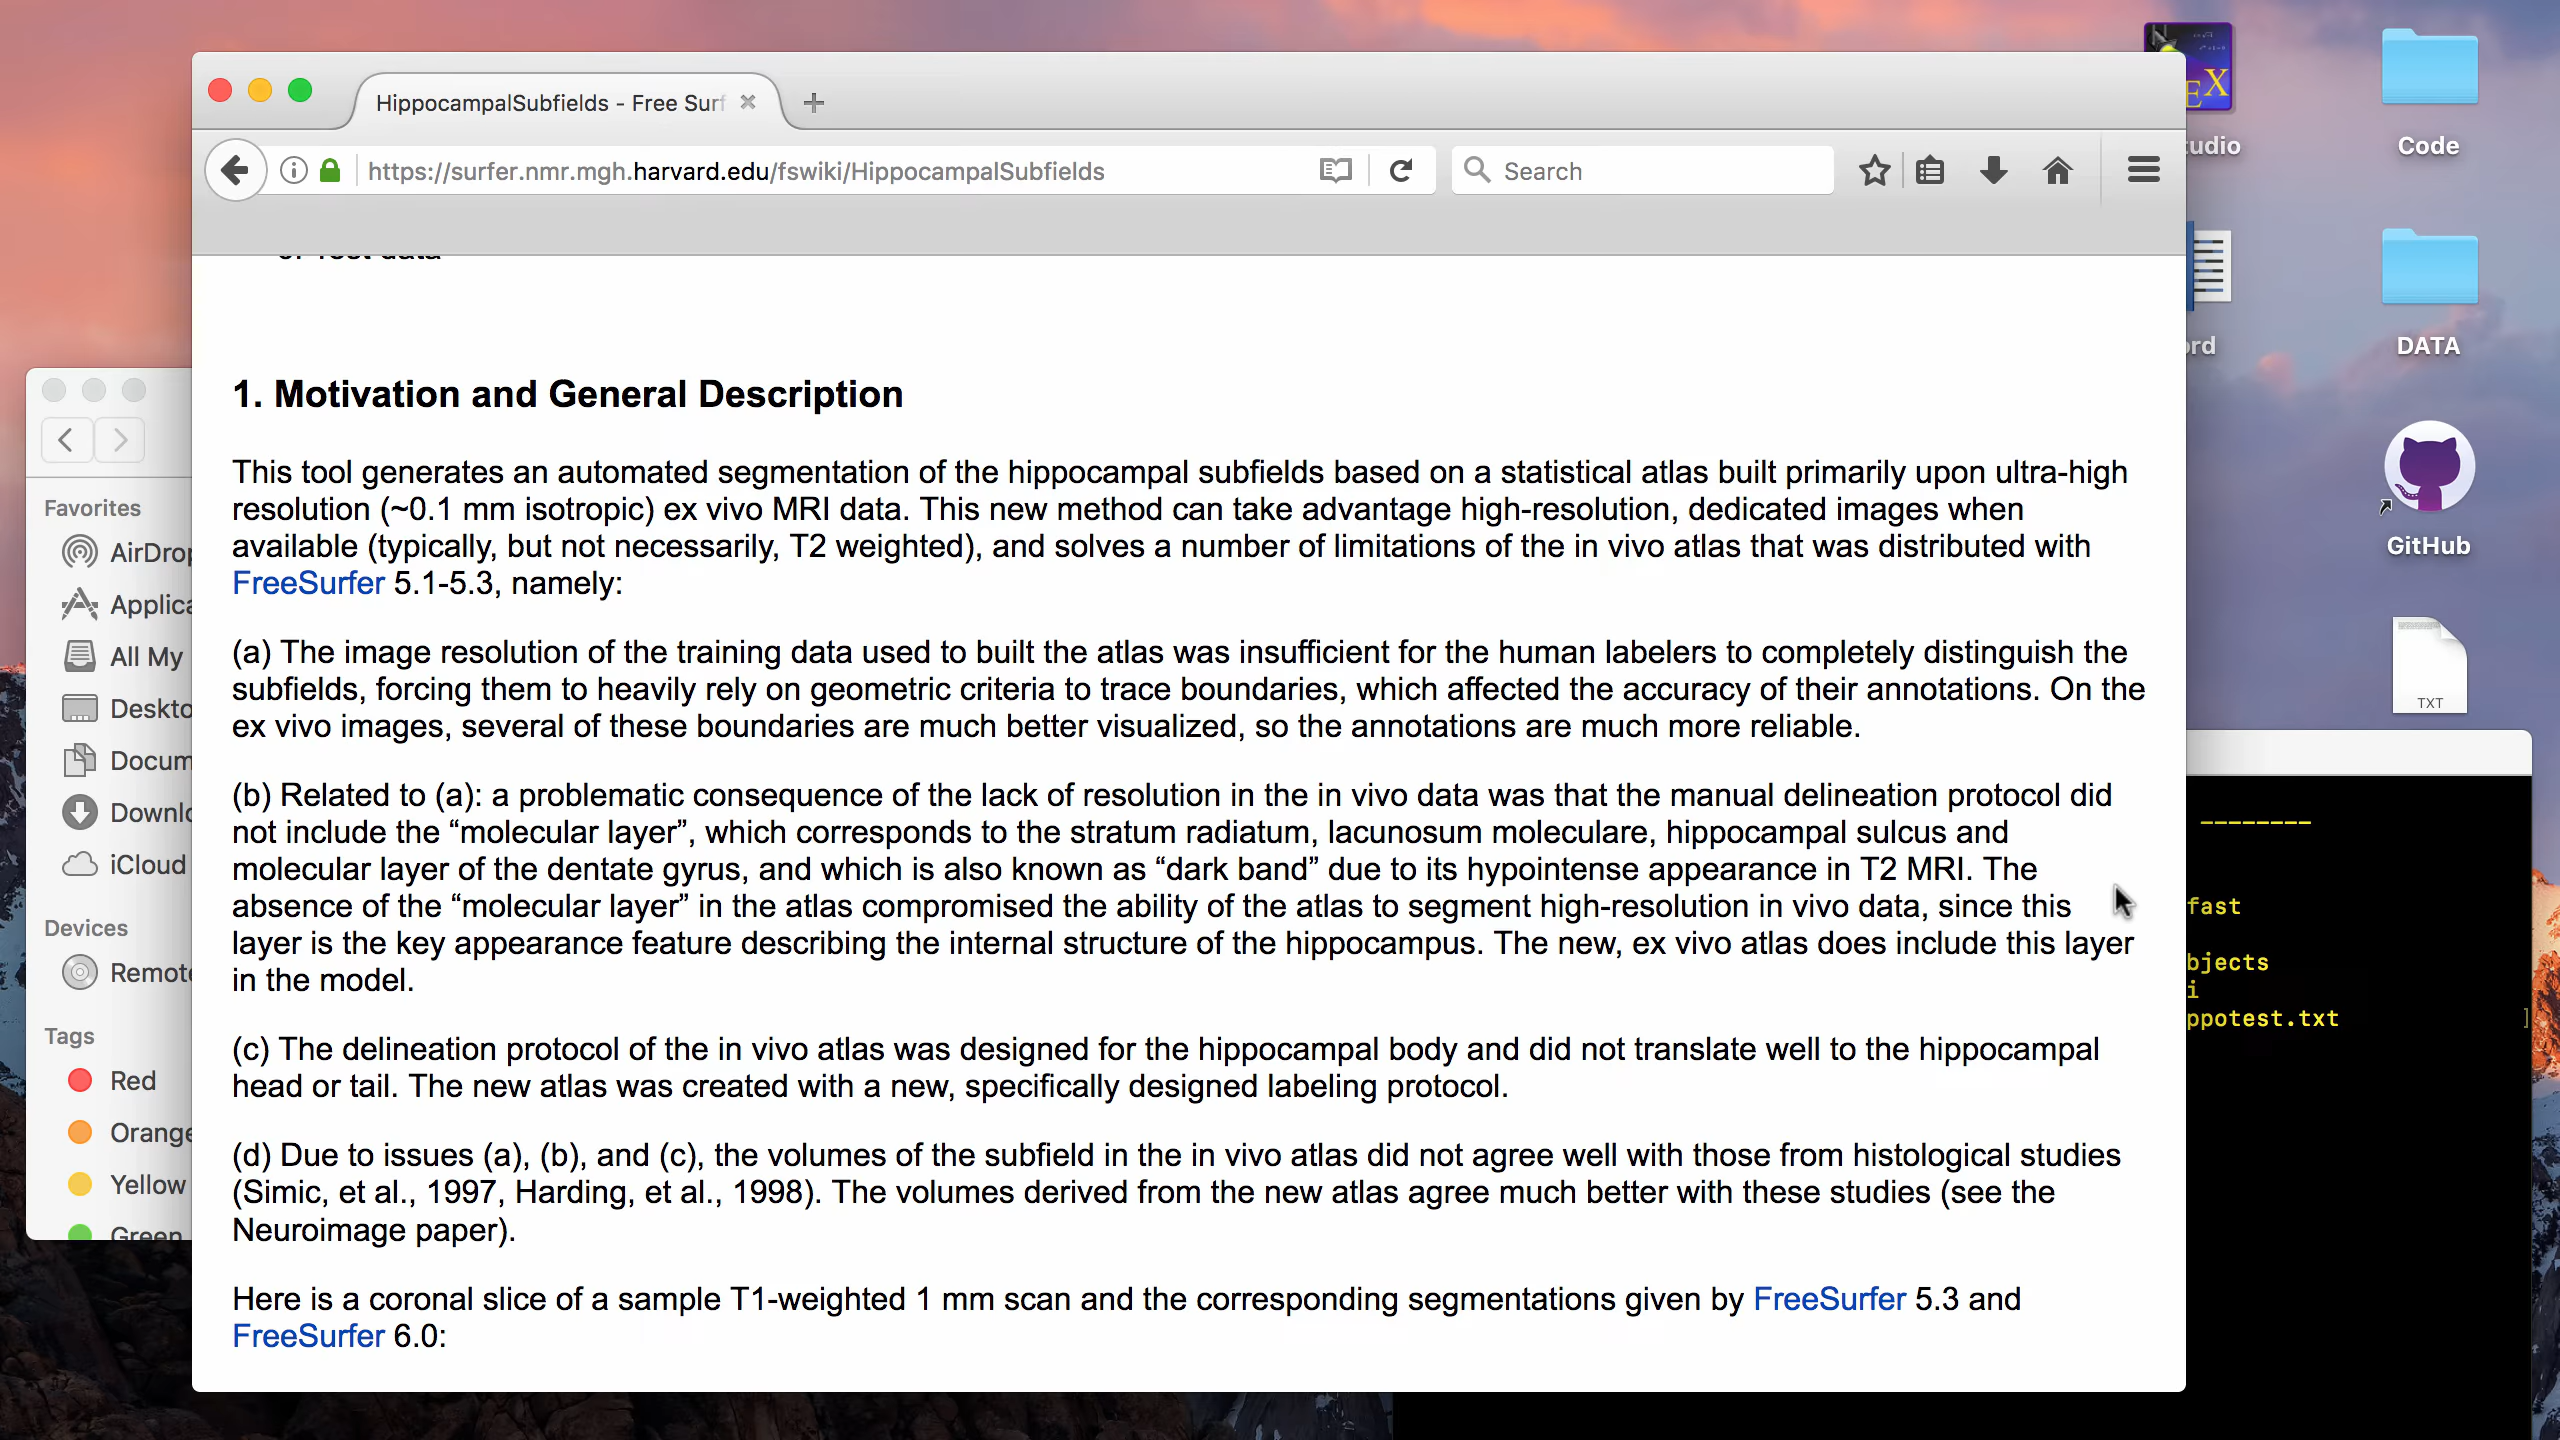 HippocampalSubfields - Free Surf
https://surfer.nmr.mgh.harvard.edu/fswiki/HippocampalSubfields
Search
1. Motivation and General Description
This tool generates an automated segmentation of the hippocampal subfields based on a statistical atlas built primarily upon ultra-high
resolution (~0.1 mm isotropic) ex vivo MRI data. This new method can take advantage high-resolution, dedicated images when
available (typically, but not necessarily, T2 weighted), and solves a number of limitations of the in vivo atlas that was distributed with
FreeSurfer 5.1-5.3, namely:
(a) The image resolution of the training data used to built the atlas was insufficient for the human labelers to completely distinguish the
subfields, forcing them to heavily rely on geometric criteria to trace boundaries, which affected the accuracy of their annotations. On the
ex vivo images, several of these boundaries are much better visualized, so the annotations are much more reliable.
(b) Related to (a): a problematic consequence of the lack of resolution in the in vivo data was that the manual delineation protocol did
not include the “molecular layer”, which corresponds to the stratum radiatum, lacunosum moleculare, hippocampal sulcus and
molecular layer of the dentate gyrus, and which is also known as “dark band” due to its hypointense appearance in T2 MRI. The
absence of the “molecular layer” in the atlas compromised the ability of the atlas to segment high-resolution in vivo data, since this
layer is the key appearance feature describing the internal structure of the hippocampus. The new, ex vivo atlas does include this layer
in the model.
(c) The delineation protocol of the in vivo atlas was designed for the hippocampal body and did not translate well to the hippocampal
head or tail. The new atlas was created with a new, specifically designed labeling protocol.
(d) Due to issues (a), (b), and (c), the volumes of the subfield in the in vivo atlas did not agree well with those from histological studies
(Simic, et al., 1997, Harding, et al., 1998). The volumes derived from the new atlas agree much better with these studies (see the
Neuroimage paper).
Here is a coronal slice of a sample T1-weighted 1 mm scan and the corresponding segmentations given by FreeSurfer 5.3 and
FreeSurfer 6.0:
Favorites
AirDrop
Applica
All My
Deskto
Docum
Downlo
iCloud
Devices
Remote
Tags
Red
Orange
Yellow
Green
EX
udio
Code
ord
DATA
GitHub
TXT
--------
fast
bjects
i
ppotest.txt
]